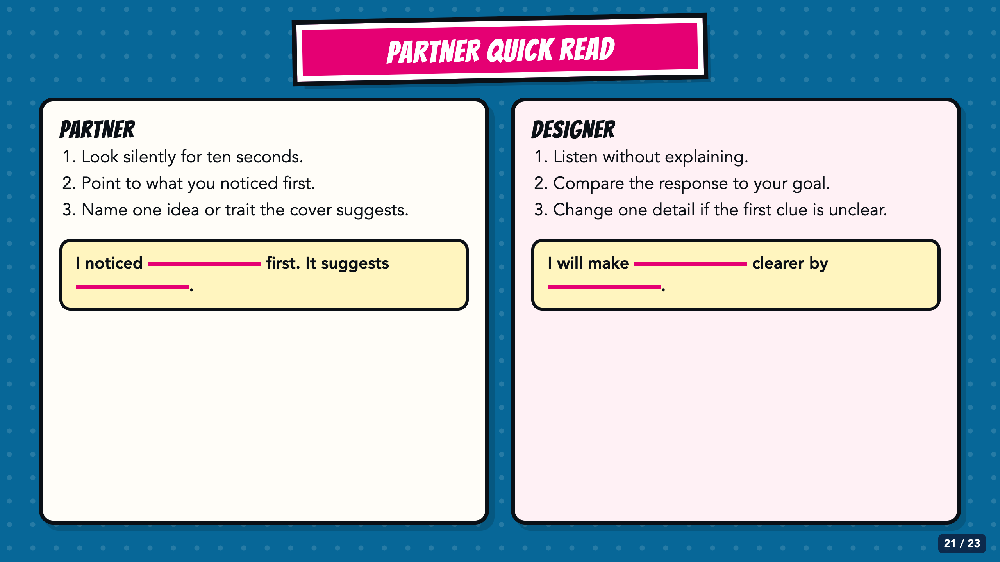 PARTNER QUICK READ
PARTNER
1. Look silently for ten seconds.
2. Point to what you noticed first.
3. Name one idea or trait the cover suggests.
I noticed ______ first. It suggests
______.
DESIGNER
1. Listen without explaining.
2. Compare the response to your goal.
3. Change one detail if the first clue is unclear.
I will make ______ clearer by
______.
21 / 23